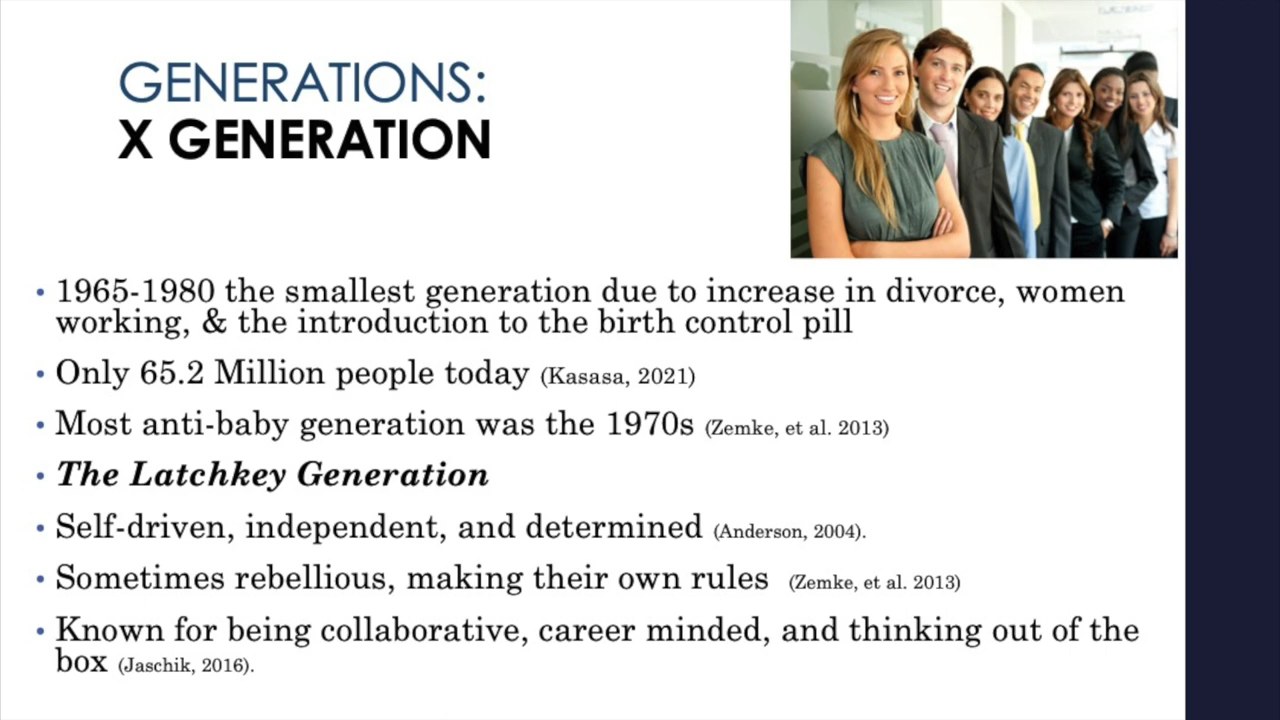 GENERATIONS:
X GENERATION
• 1965-1980 the smallest generation due to increase in divorce, women
working, & the introduction to the birth control pill
• Only 65.2 Million people today (Kasasa, 2021)
• Most anti-baby generation was the 1970s (Zemke, et al. 2013)
• The Latchkey Generation
• Self-driven, independent, and determined (Anderson, 2004).
• Sometimes rebellious, making their own rules (Zemke, et al. 2013)
• Known for being collaborative, career minded, and thinking out of the
box (Jaschik, 2016).